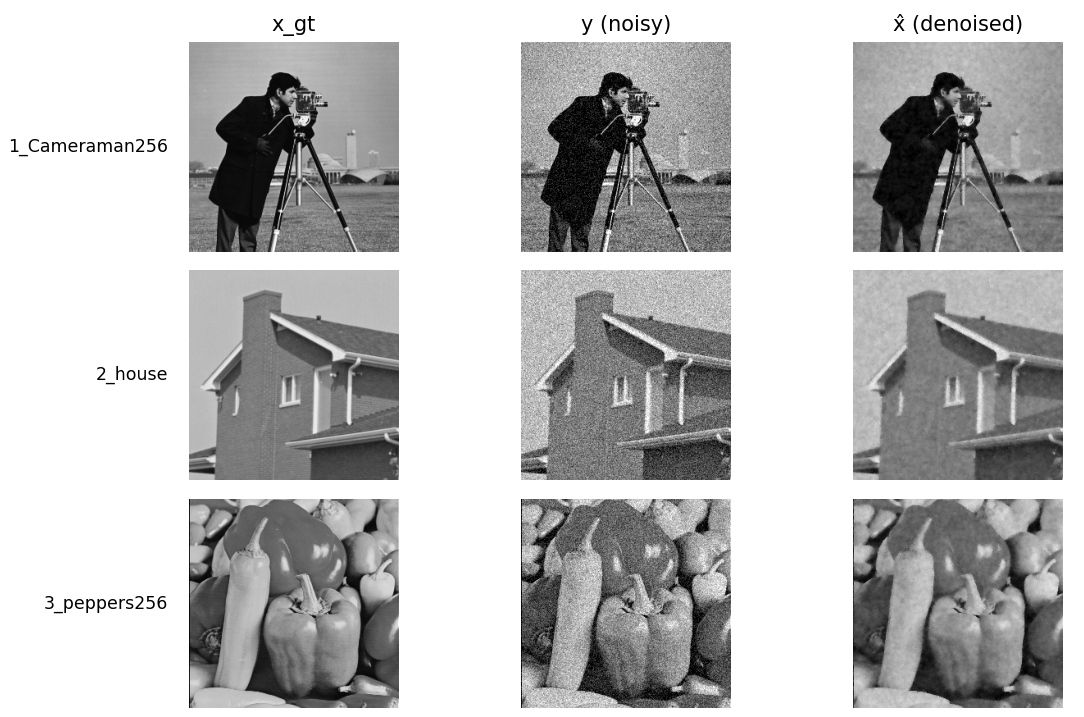 x_gt y (noisy) x̂ (denoised)
1_Cameraman256
2_house
3_peppers256